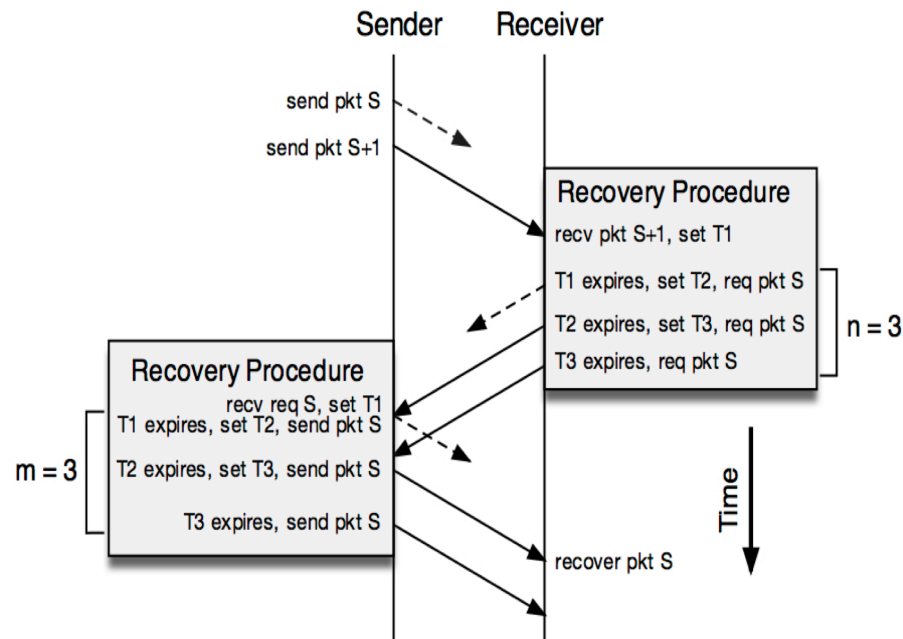 Sender
Receiver
send pkt S
send pkt S+1
Recovery Procedure
recv pkt S+1, set T1
T1 expires, set T2, req pkt S
T2 expires, set T3, req pkt S
T3 expires, req pkt S
n = 3
Recovery Procedure
recv req S, set T1
T1 expires, set T2, send pkt S
T2 expires, set T3, send pkt S
T3 expires, send pkt S
m = 3
Time
recover pkt S